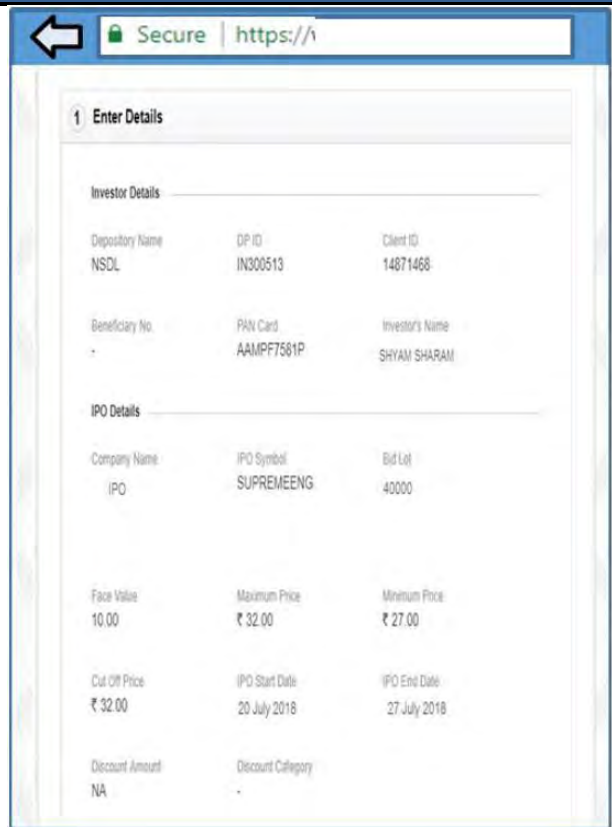 Secure | https://
1 Enter Details
Investor Details
Depository Name DP ID Client ID
NSDL IN300513 14871468
Beneficiary No. PAN Card Investor's Name
- AAMPF7581P SHYAM SHARAM
IPO Details
Company Name IPO Symbol Bid Lot
IPO SUPREMEENG 40000
Face Value Maximum Price Minimum Price
10.00 ₹ 32.00 ₹ 27.00
Cut Off Price IPO Start Date IPO End Date
₹ 32.00 20 July 2018 27 July 2018
Discount Amount Discount Category
NA -